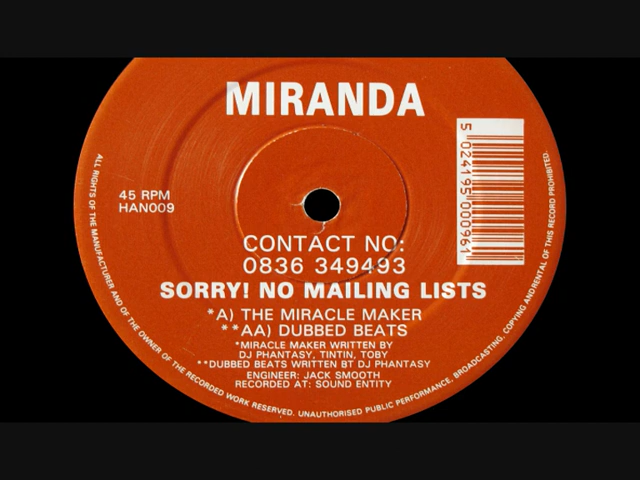 MIRANDA
5 024195 000961
45 RPM
HAN009
CONTACT NO:
0836 349493
SORRY! NO MAILING LISTS
*A) THE MIRACLE MAKER
**AA) DUBBED BEATS
*MIRACLE MAKER WRITTEN BY
DJ PHANTASY, TINTIN, TOBY
**DUBBED BEATS WRITTEN BT DJ PHANTASY
ENGINEER: JACK SMOOTH
RECORDED AT: SOUND ENTITY
ALL RIGHTS OF THE MANUFACTURER AND OF THE OWNER OF THE RECORDED WORK RESERVED. UNAUTHORISED PUBLIC PERFORMANCE, BROADCASTING, COPYING AND RENTAL OF THIS RECORD PROHIBITED.